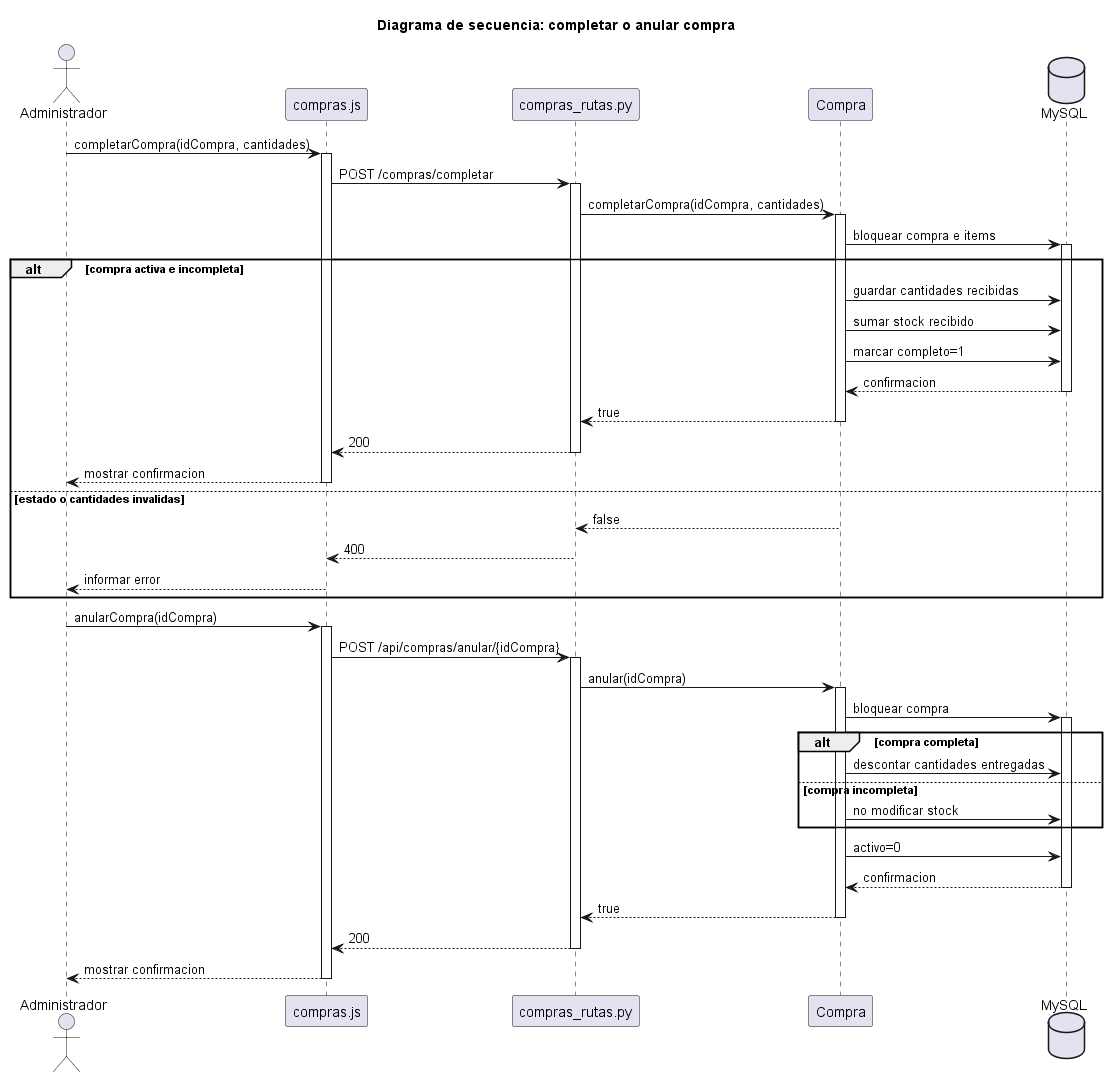 Diagrama de secuencia: completar o anular compra
Administrador
compras.js
compras_rutas.py
Compra
MySQL
completarCompra(idCompra, cantidades)
POST /compras/completar
completarCompra(idCompra, cantidades)
bloquear compra e items
alt
[compra activa e incompleta]
guardar cantidades recibidas
sumar stock recibido
marcar completo=1
confirmacion
true
200
mostrar confirmacion
[estado o cantidades invalidas]
false
400
informar error
anularCompra(idCompra)
POST /api/compras/anular/{idCompra}
anular(idCompra)
bloquear compra
alt
[compra completa]
descontar cantidades entregadas
[compra incompleta]
no modificar stock
activo=0
confirmacion
true
200
mostrar confirmacion
Administrador
compras.js
compras_rutas.py
Compra
MySQL